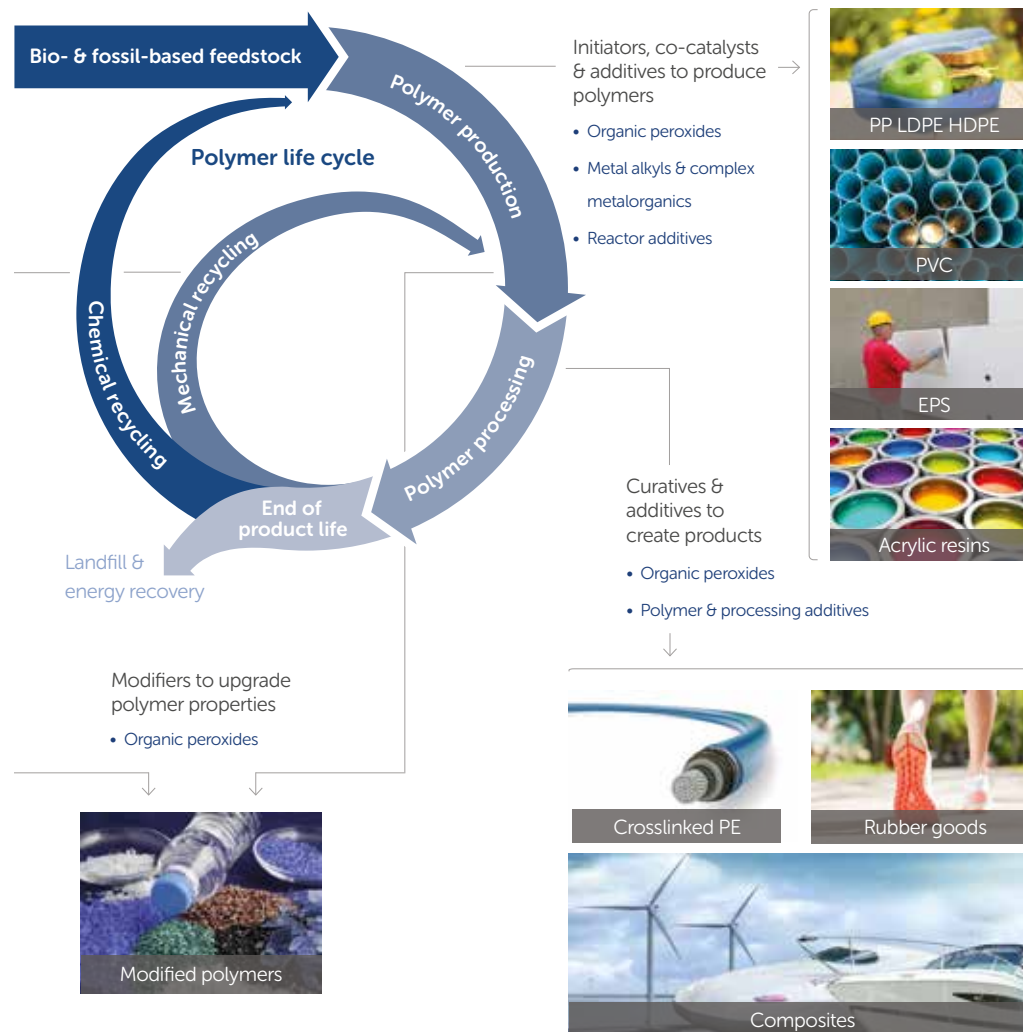 Bio- & fossil-based feedstock
Polymer life cycle
Polymer production
Mechanical recycling
Chemical recycling
Polymer processing
End of
product life
Landfill &
energy recovery
Initiators, co-catalysts
& additives to produce
polymers
• Organic peroxides
• Metal alkyls & complex
metalorganics
• Reactor additives
PP LDPE HDPE
PVC
EPS
Acrylic resins
Curatives &
additives to
create products
• Organic peroxides
• Polymer & processing additives
Modifiers to upgrade
polymer properties
• Organic peroxides
Modified polymers
Crosslinked PE
Rubber goods
Composites